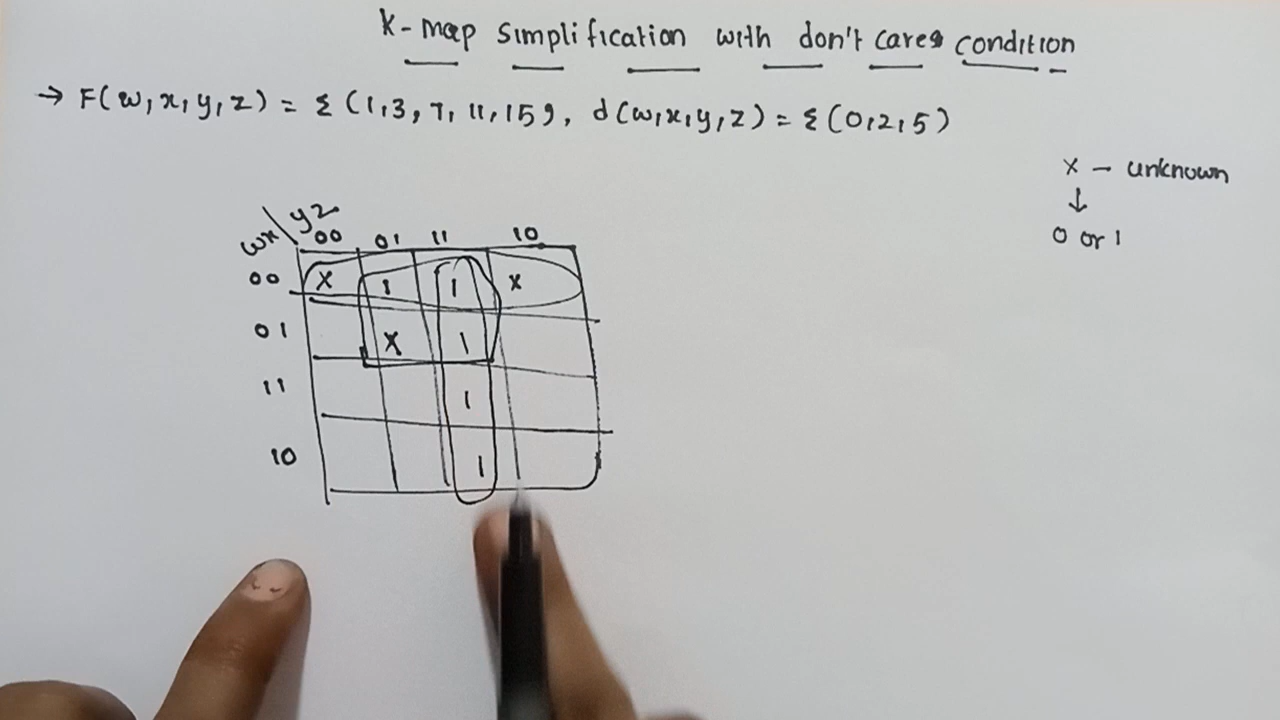 K-map simplification with don't cares condition
→ F(w,x,y,z) = Σ(1,3,7,11,15), d(w,x,y,z) = Σ(0,2,5)
x - unknown
↓
0 or 1
wx\yz
00 01 11 10
00 x 1 1 x
01 x 1
11 1
10 1